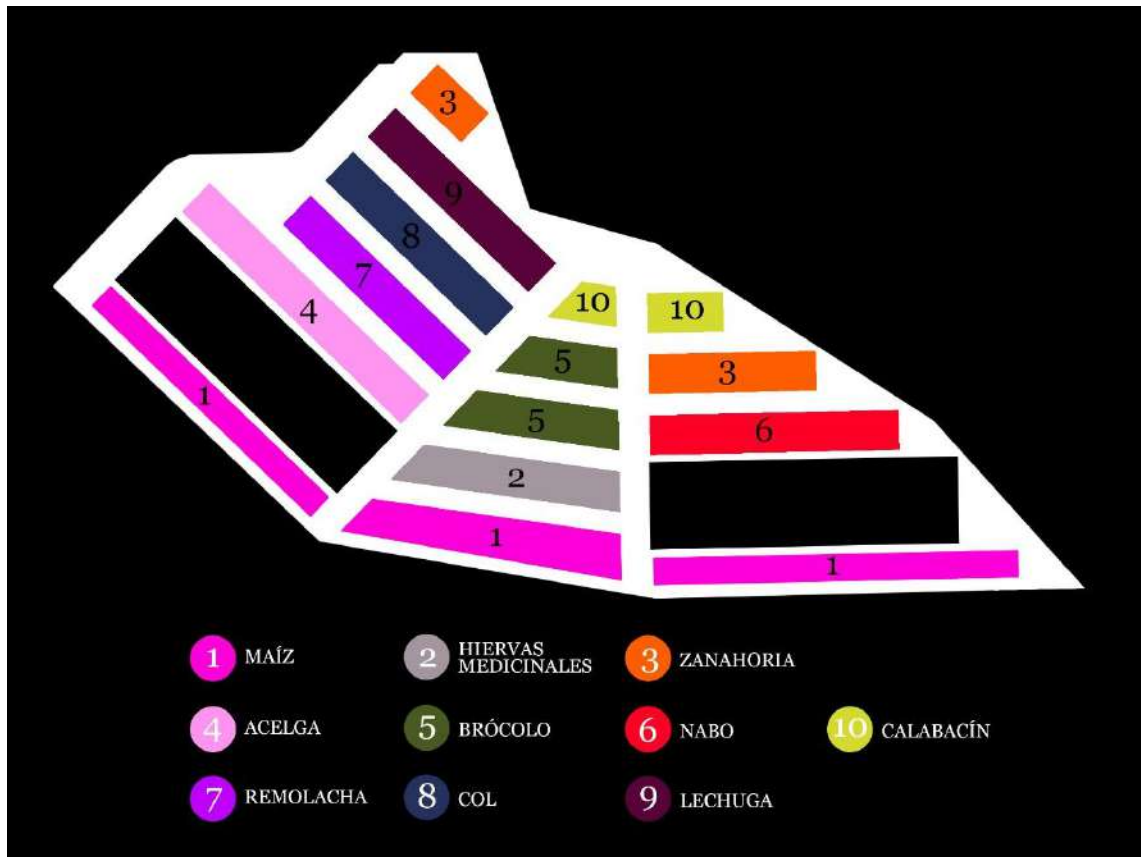 3
9
8
7
4
1
10
10
5
3
5
6
2
1
1
1 MAÍZ
2 HIERVAS
MEDICINALES
3 ZANAHORIA
4 ACELGA
5 BRÓCOLO
6 NABO
10 CALABACÍN
7 REMOLACHA
8 COL
9 LECHUGA